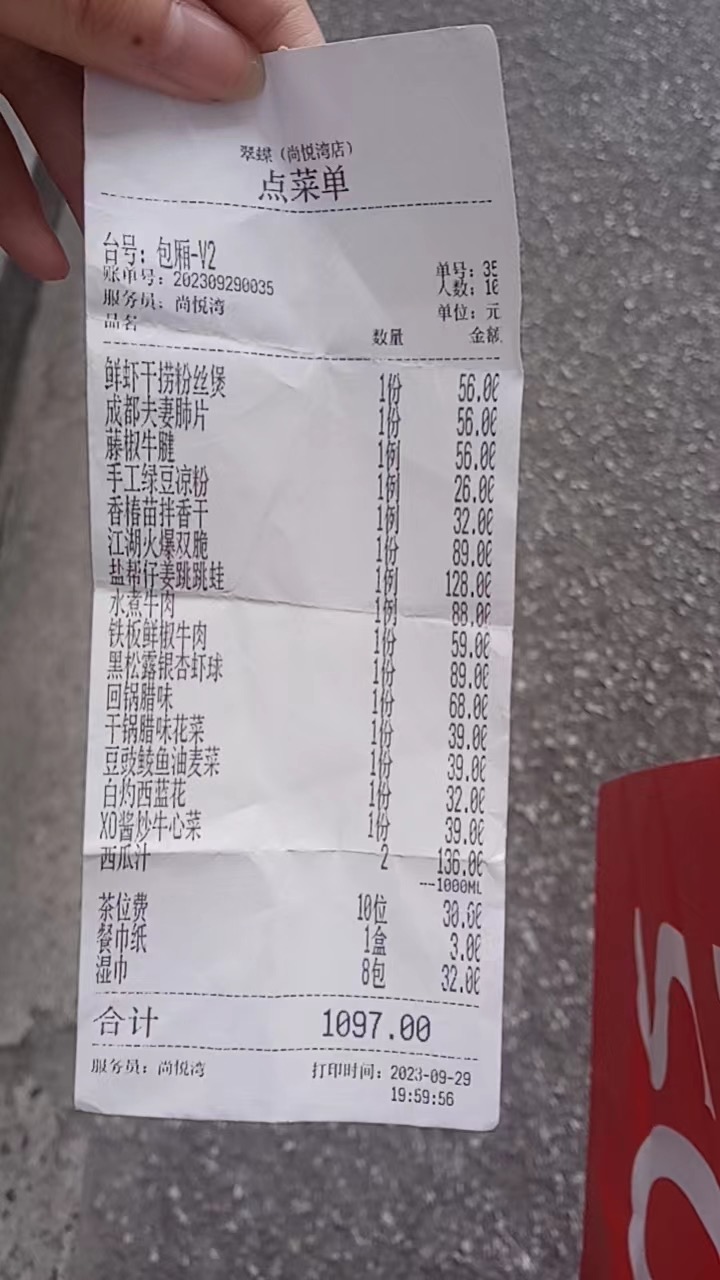 翠蝶（尚悦湾店）
点菜单
台号: 包厢-V2
单号: 35
账单号: 202309290035
人数: 10
服务员: 尚悦湾
单位: 元
品名 数量 金额
鲜虾干捞粉丝煲 1份 56.00
成都夫妻肺片 1份 56.00
藤椒牛腱 1例 56.00
手工绿豆凉粉 1例 26.00
香椿苗拌香干 1例 32.00
江湖火爆双脆 1份 89.00
盐帮仔姜跳跳蛙 1例 128.00
水煮牛肉 1例 88.00
铁板鲜椒牛肉 1份 59.00
黑松露银杏虾球 1份 89.00
回锅腊味 1份 68.00
干锅腊味花菜 1份 39.00
豆豉鲮鱼油麦菜 1份 39.00
白灼西蓝花 1份 32.00
XO酱炒牛心菜 1份 39.00
西瓜汁 2 136.00
---1000ML
茶位费 10位 30.00
餐巾纸 1盒 3.00
湿巾 8包 32.00
合计 1097.00
服务员: 尚悦湾 打印时间: 2023-09-29
19:59:56